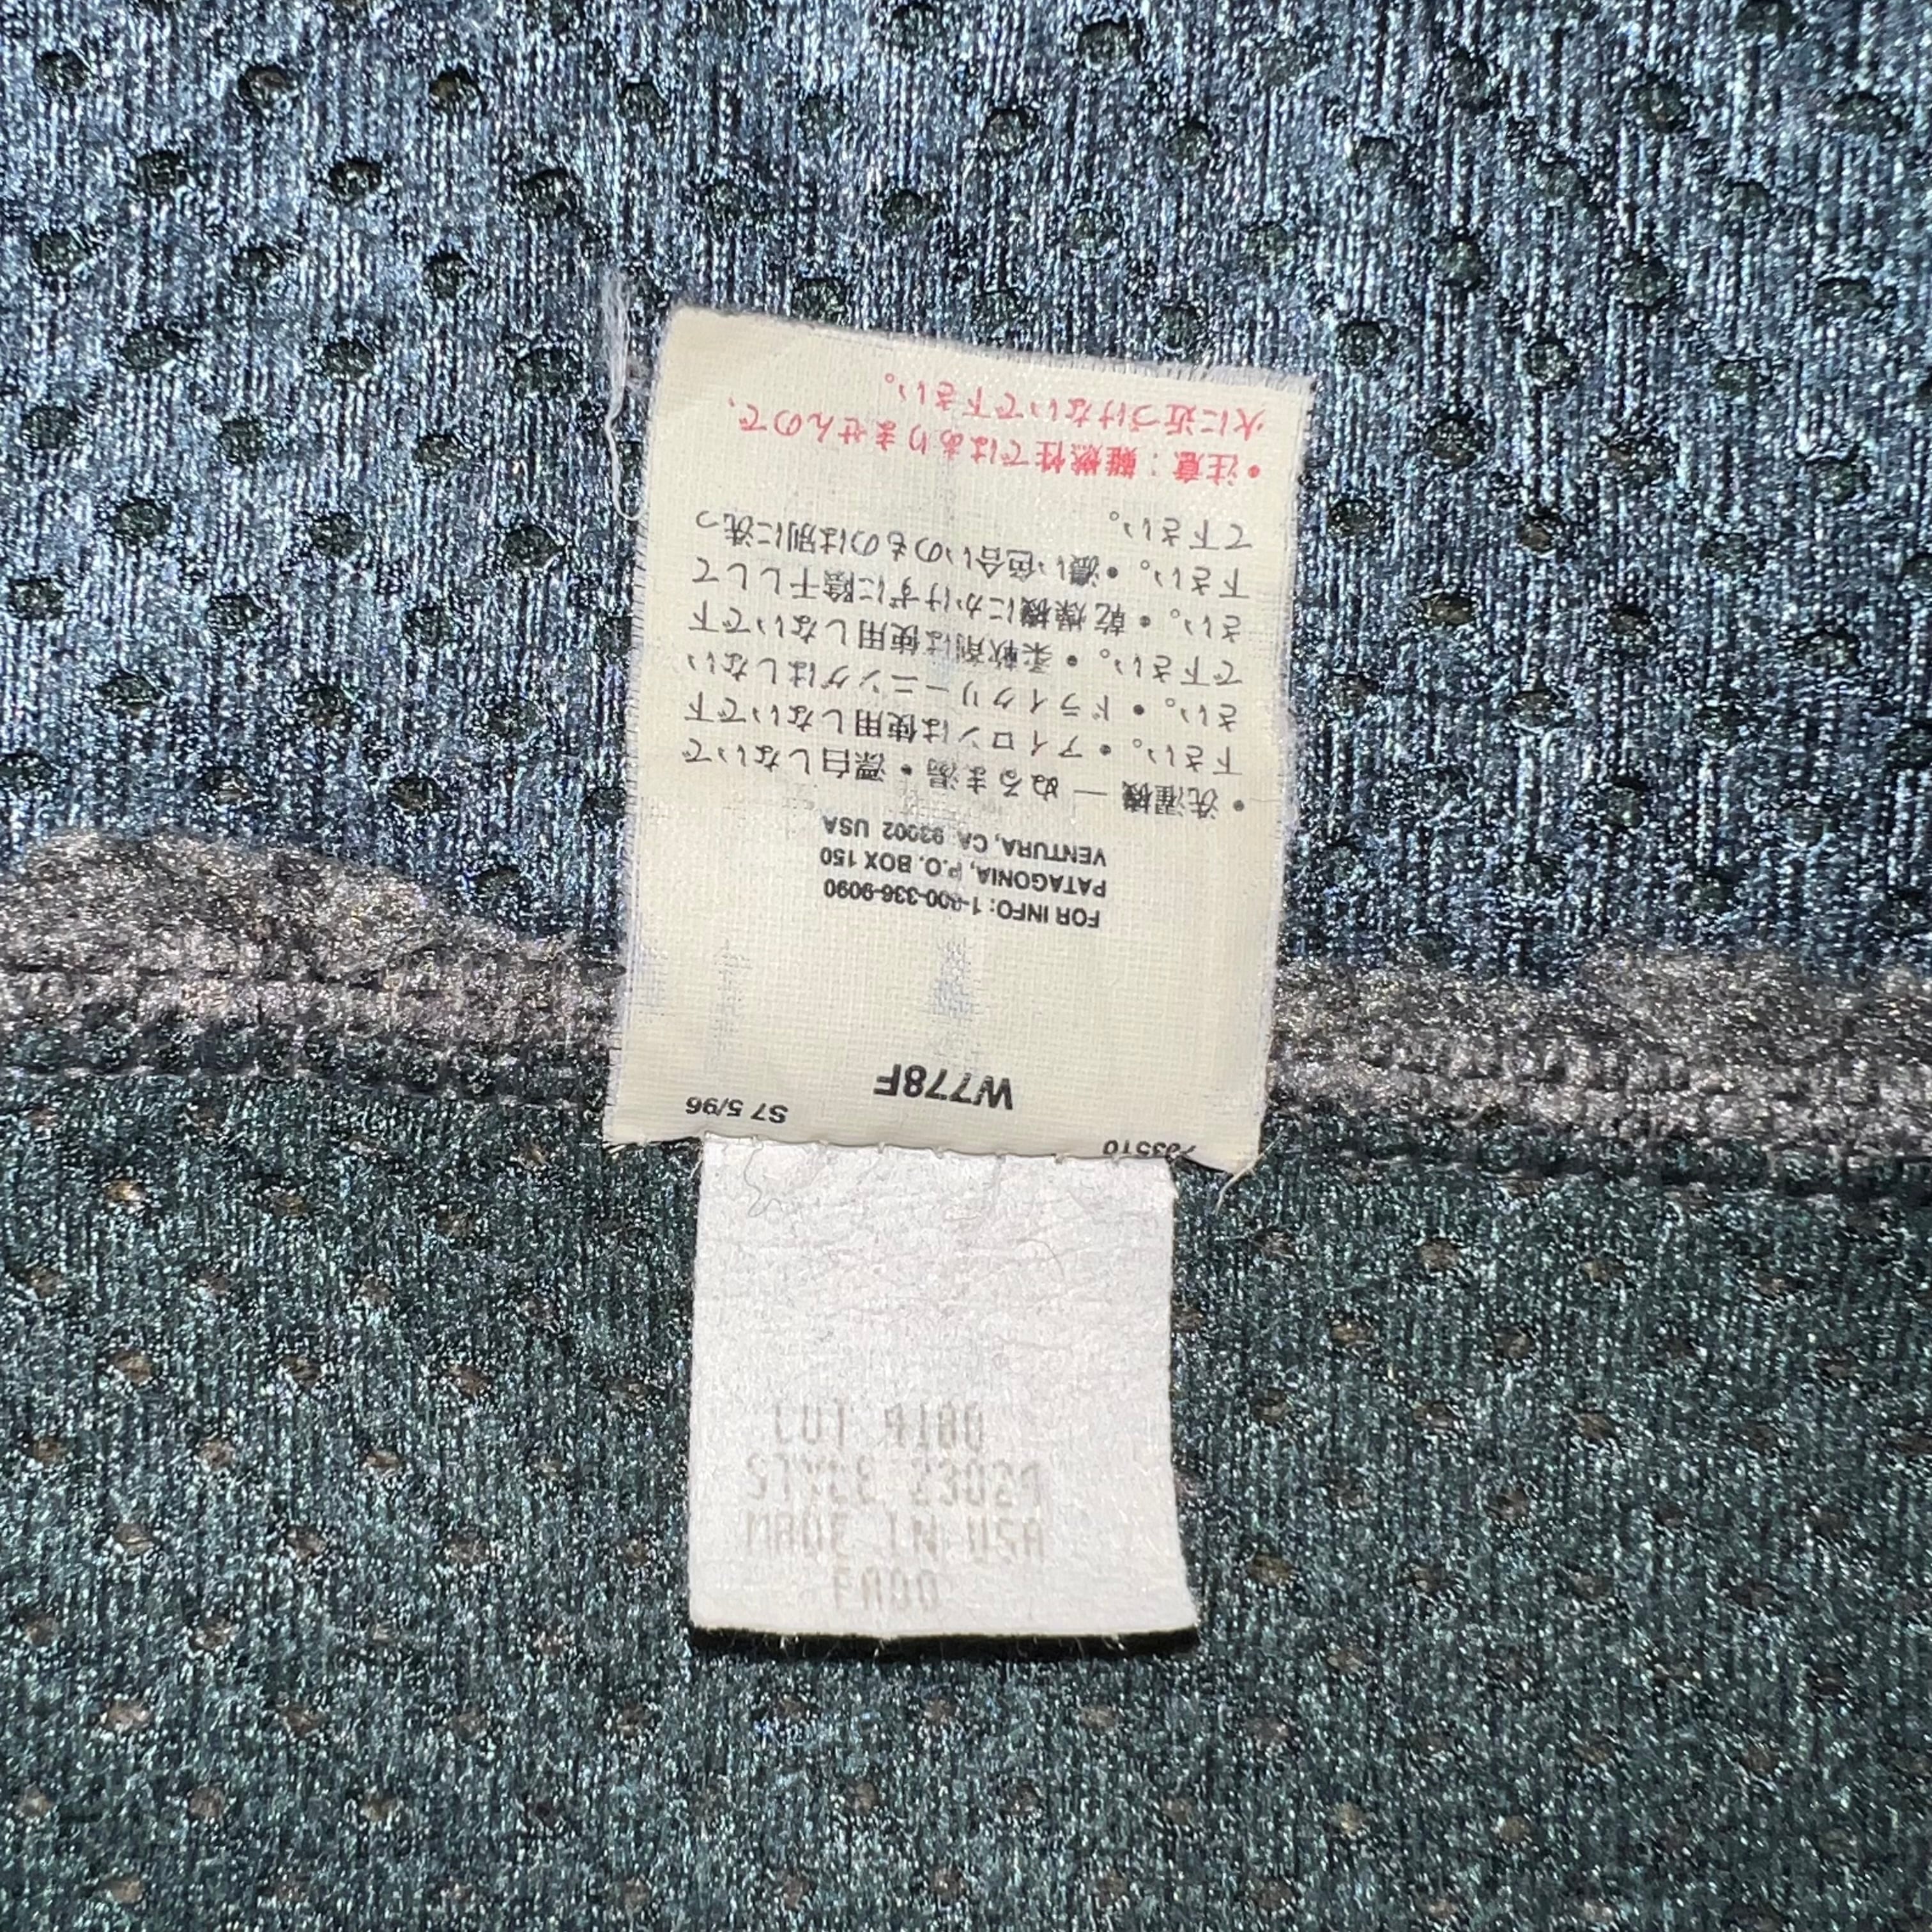 783510
S7 5/96
W778F
FOR INFO: 1-800-336-9090
PATAGONIA, P.O. BOX 150
VENTURA, CA 93002 USA
•洗濯機 — ぬるま湯•漂白しないで
下さい。•アイロンは使用しないで下
さい。•ドライクリーニングはしない
で下さい。•柔軟剤は使用しないで下
さい。•乾燥機にかけずに陰干しして
下さい。•濃い色合いのものは別に洗っ
て下さい。
•注意：難燃性ではありませんので、
火に近づけないで下さい。
CUT 4180
STYLE 23024
MADE IN USA